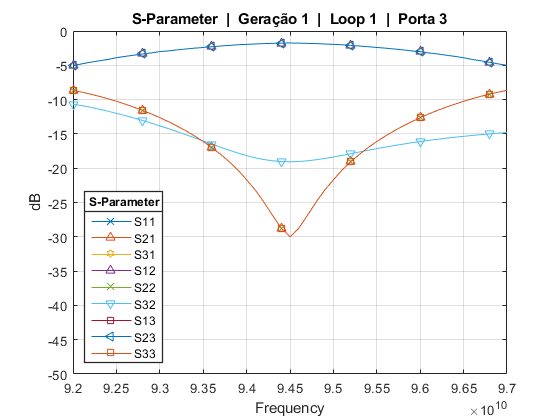 S-Parameter | Geração 1 | Loop 1 | Porta 3
0
-5
-10
-15
-20
-25
-30
-35
-40
-45
-50
dB
S-Parameter
S11
S21
S31
S12
S22
S32
S13
S23
S33
9.2 9.25 9.3 9.35 9.4 9.45 9.5 9.55 9.6 9.65 9.7
Frequency
×10^10